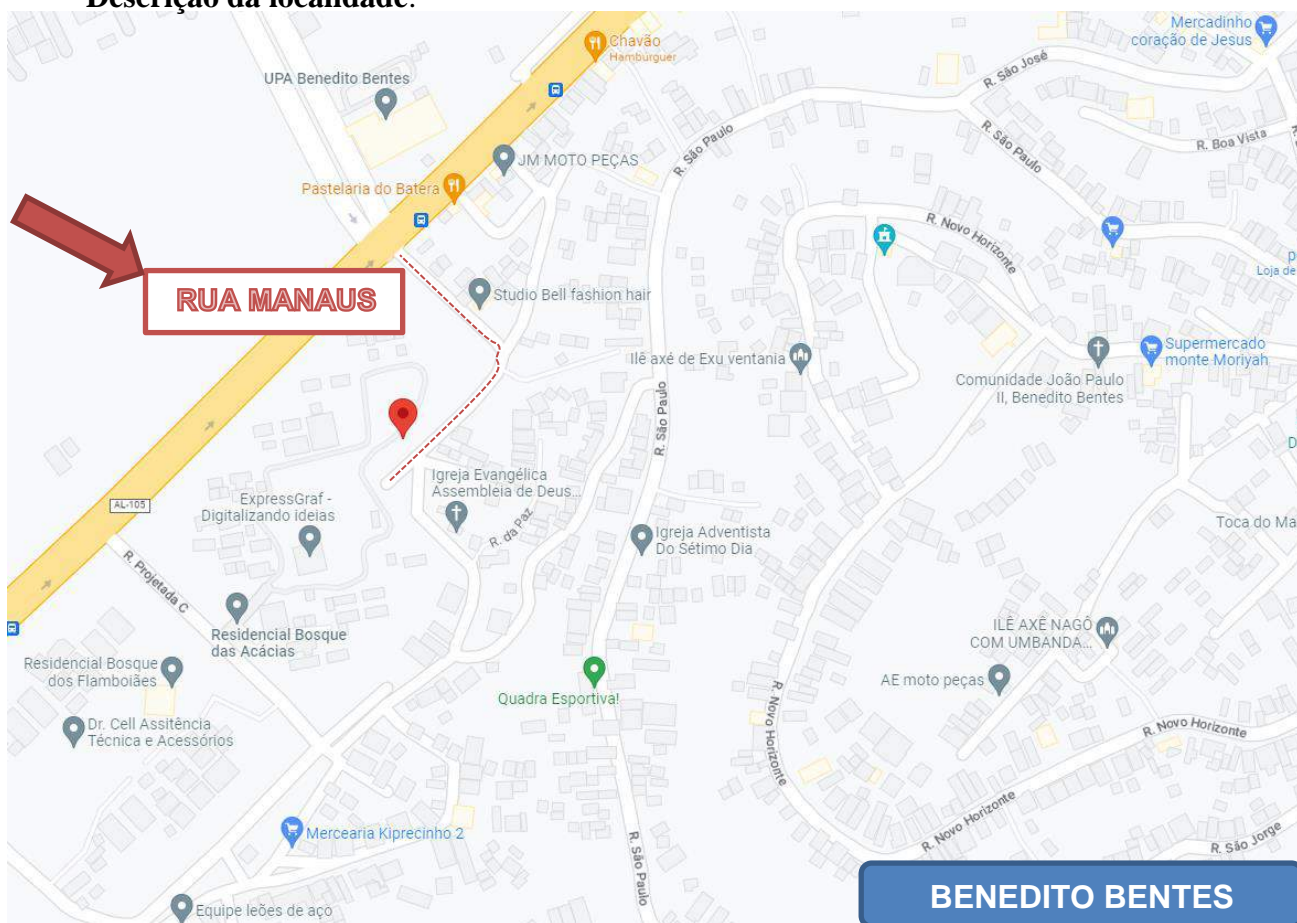 Descrição da localidade:
Mercadinho
coração de Jesus
Chavão
Hambúrguer
UPA Benedito Bentes
R. São José
R. São Paulo
R. São Paulo
R. Boa Vista
JM MOTO PEÇAS
Pastelaria do Batera
R. Novo Horizonte
Loja de
RUA MANAUS
Studio Bell fashion hair
Ilê axé de Exu ventania
Supermercado
monte Moriyah
Comunidade João Paulo
II, Benedito Bentes
R. São Paulo
Igreja Evangélica
Assembleia de Deus...
AL-105
ExpressGraf -
Digitalizando ideias
R. da Paz
Igreja Adventista
Do Sétimo Dia
Toca do Ma
R. Projetada C
Residencial Bosque
das Acácias
ILÊ AXÊ NAGÔ
COM UMBANDA...
Residencial Bosque
dos Flamboiães
AE moto peças
Quadra Esportiva!
R. Novo Horizonte
R. Novo Horizonte
Dr. Cell Assitência
Técnica e Acessórios
R. Novo Horizonte
Mercearia Kiprecinho 2
R. São Paulo
R. São Jorge
BENEDITO BENTES
Equipe leões de aço